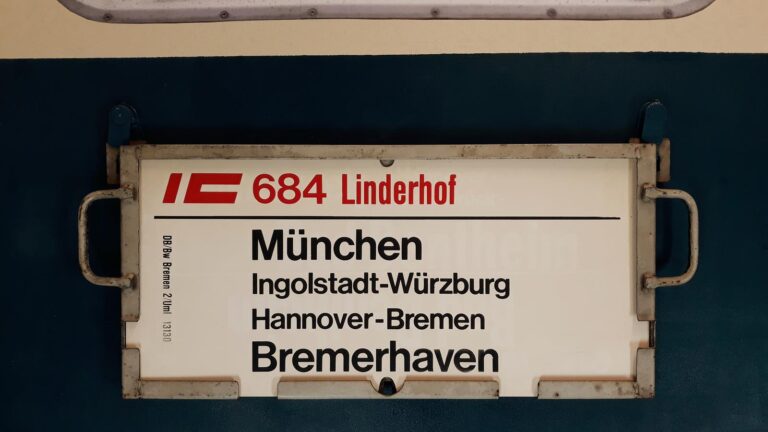 IC 684 Linderhof
München
Ingolstadt-Würzburg
Hannover-Bremen
Bremerhaven
DB/Bw Bremen 2 Uml 13130